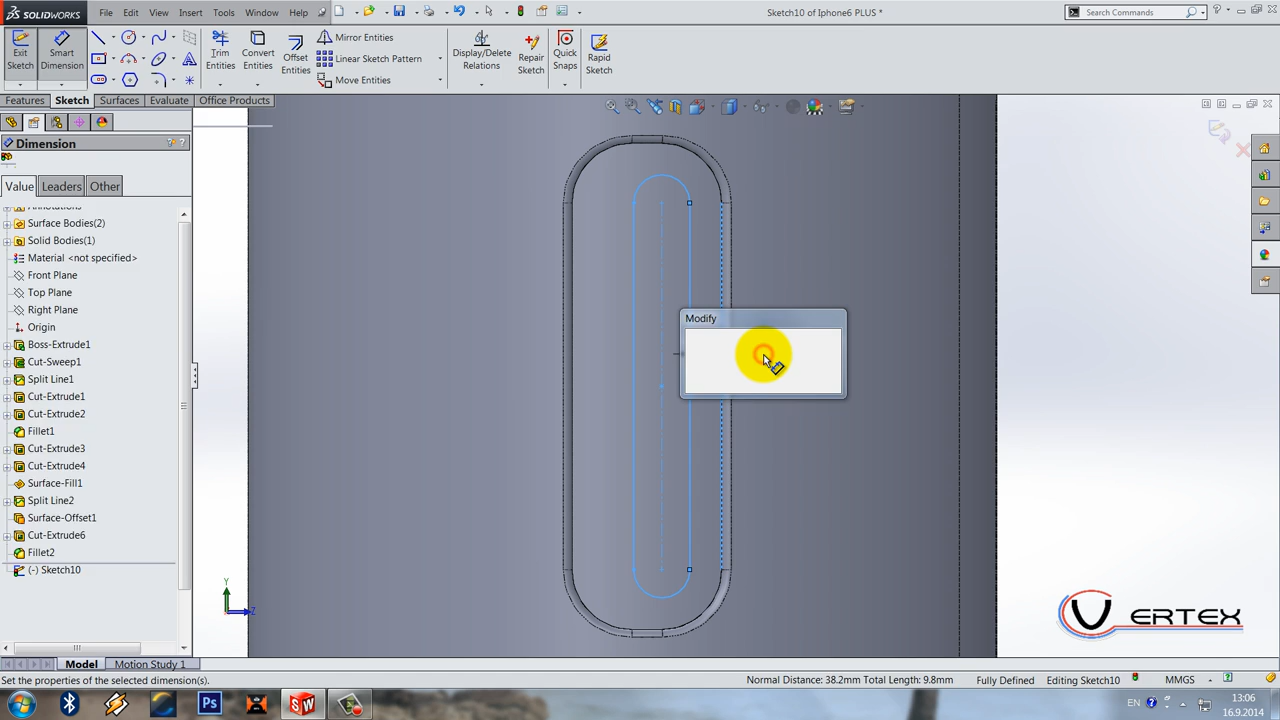 SOLIDWORKS
File Edit View Insert Tools Window Help
Sketch10 of Iphone6 PLUS *
Search Commands
Exit Sketch
Smart Dimension
Trim Entities
Convert Entities
Offset Entities
Mirror Entities
Linear Sketch Pattern
Move Entities
Display/Delete Relations
Repair Sketch
Quick Snaps
Rapid Sketch
Features Sketch Surfaces Evaluate Office Products
Dimension
Value Leaders Other
Annotations
Surface Bodies(2)
Solid Bodies(1)
Material <not specified>
Front Plane
Top Plane
Right Plane
Origin
Boss-Extrude1
Cut-Sweep1
Split Line1
Cut-Extrude1
Cut-Extrude2
Fillet1
Cut-Extrude3
Cut-Extrude4
Surface-Fill1
Split Line2
Surface-Offset1
Cut-Extrude6
Fillet2
(-) Sketch10
Modify
Y
Z
VERTEX
Model Motion Study 1
Set the properties of the selected dimension(s).
Normal Distance: 38.2mm Total Length: 9.8mm Fully Defined Editing Sketch10 MMGS
Ps
SW
EN
13:06
16.9.2014